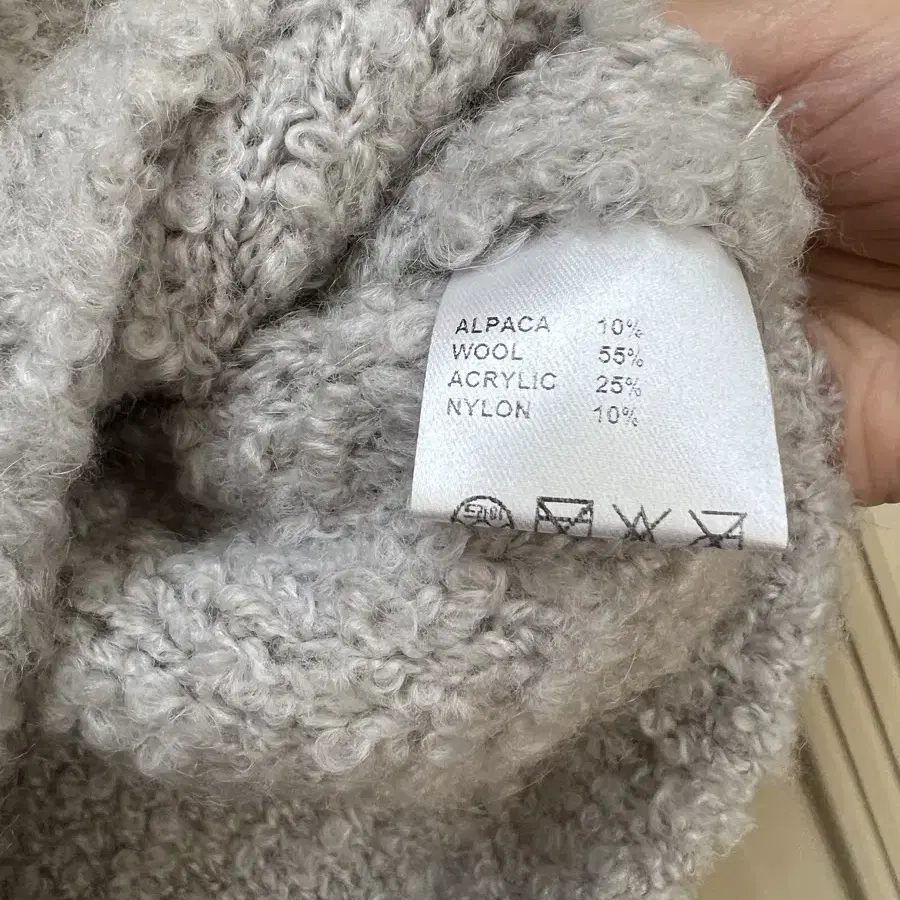 ALPACA 10%
WOOL 55%
ACRYLIC 25%
NYLON 10%